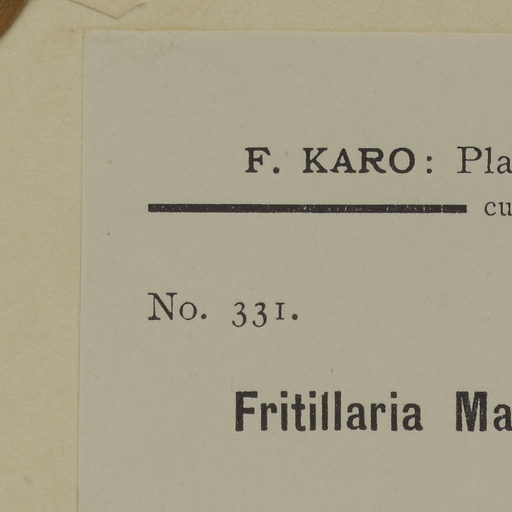 F. KARO: Pla
cu
No. 331.
Fritillaria Ma